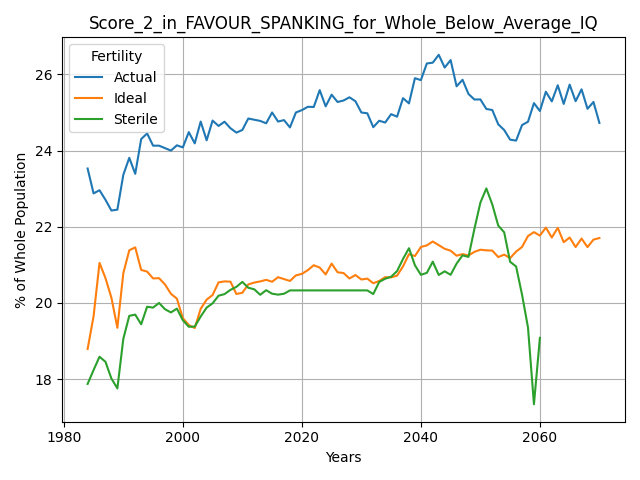 Score_2_in_FAVOUR_SPANKING_for_Whole_Below_Average_IQ
Fertility
Actual
Ideal
Sterile
% of Whole Population
26
24
22
20
18
1980
2000
2020
2040
2060
Years